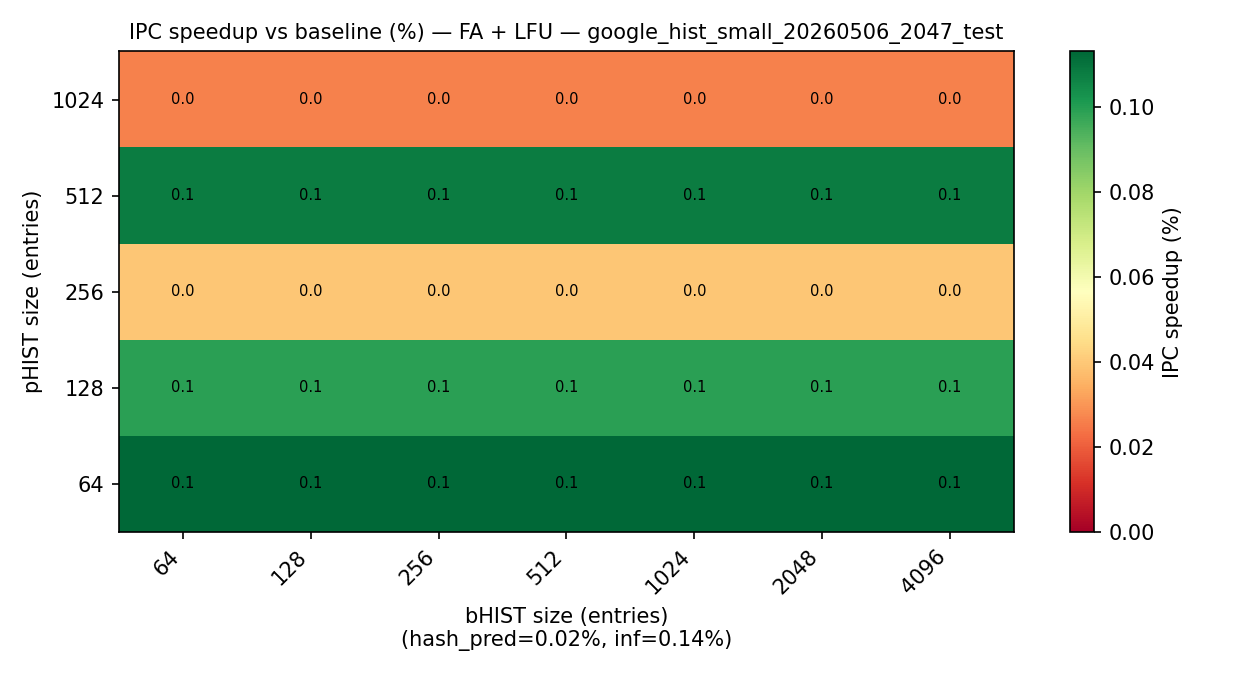 IPC speedup vs baseline (%) — FA + LFU — google_hist_small_20260506_2047_test
pHIST size (entries)
1024
0.0 0.0 0.0 0.0 0.0 0.0 0.0
512
0.1 0.1 0.1 0.1 0.1 0.1 0.1
256
0.0 0.0 0.0 0.0 0.0 0.0 0.0
128
0.1 0.1 0.1 0.1 0.1 0.1 0.1
64
0.1 0.1 0.1 0.1 0.1 0.1 0.1
64 128 256 512 1024 2048 4096
bHIST size (entries)
(hash_pred=0.02%, inf=0.14%)
0.10
0.08
0.06
0.04
0.02
0.00
IPC speedup (%)